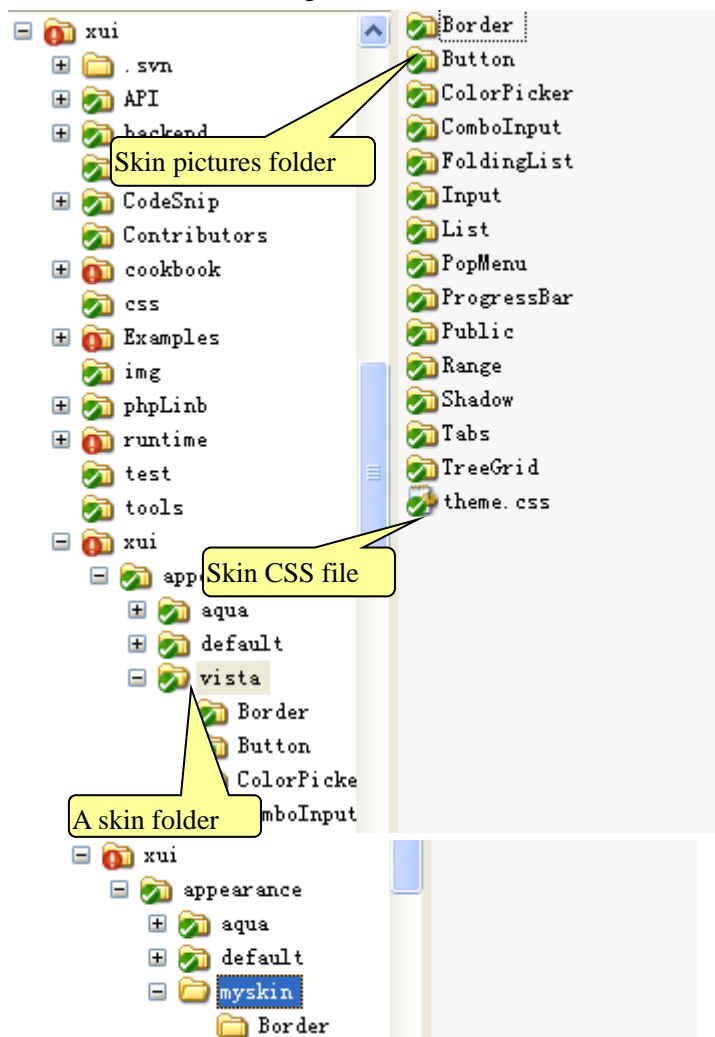 xui
.svn
API
backend
Skin pictures folder
CodeSnip
Contributors
cookbook
css
Examples
img
phpLinb
runtime
test
tools
xui
Skin CSS file
aqua
default
vista
Border
Button
A skin folder
Border
Button
ColorPicker
ComboInput
FoldingList
Input
List
PopMenu
ProgressBar
Public
Range
Shadow
Tabs
TreeGrid
theme.css
xui
appearance
aqua
default
myskin
Border